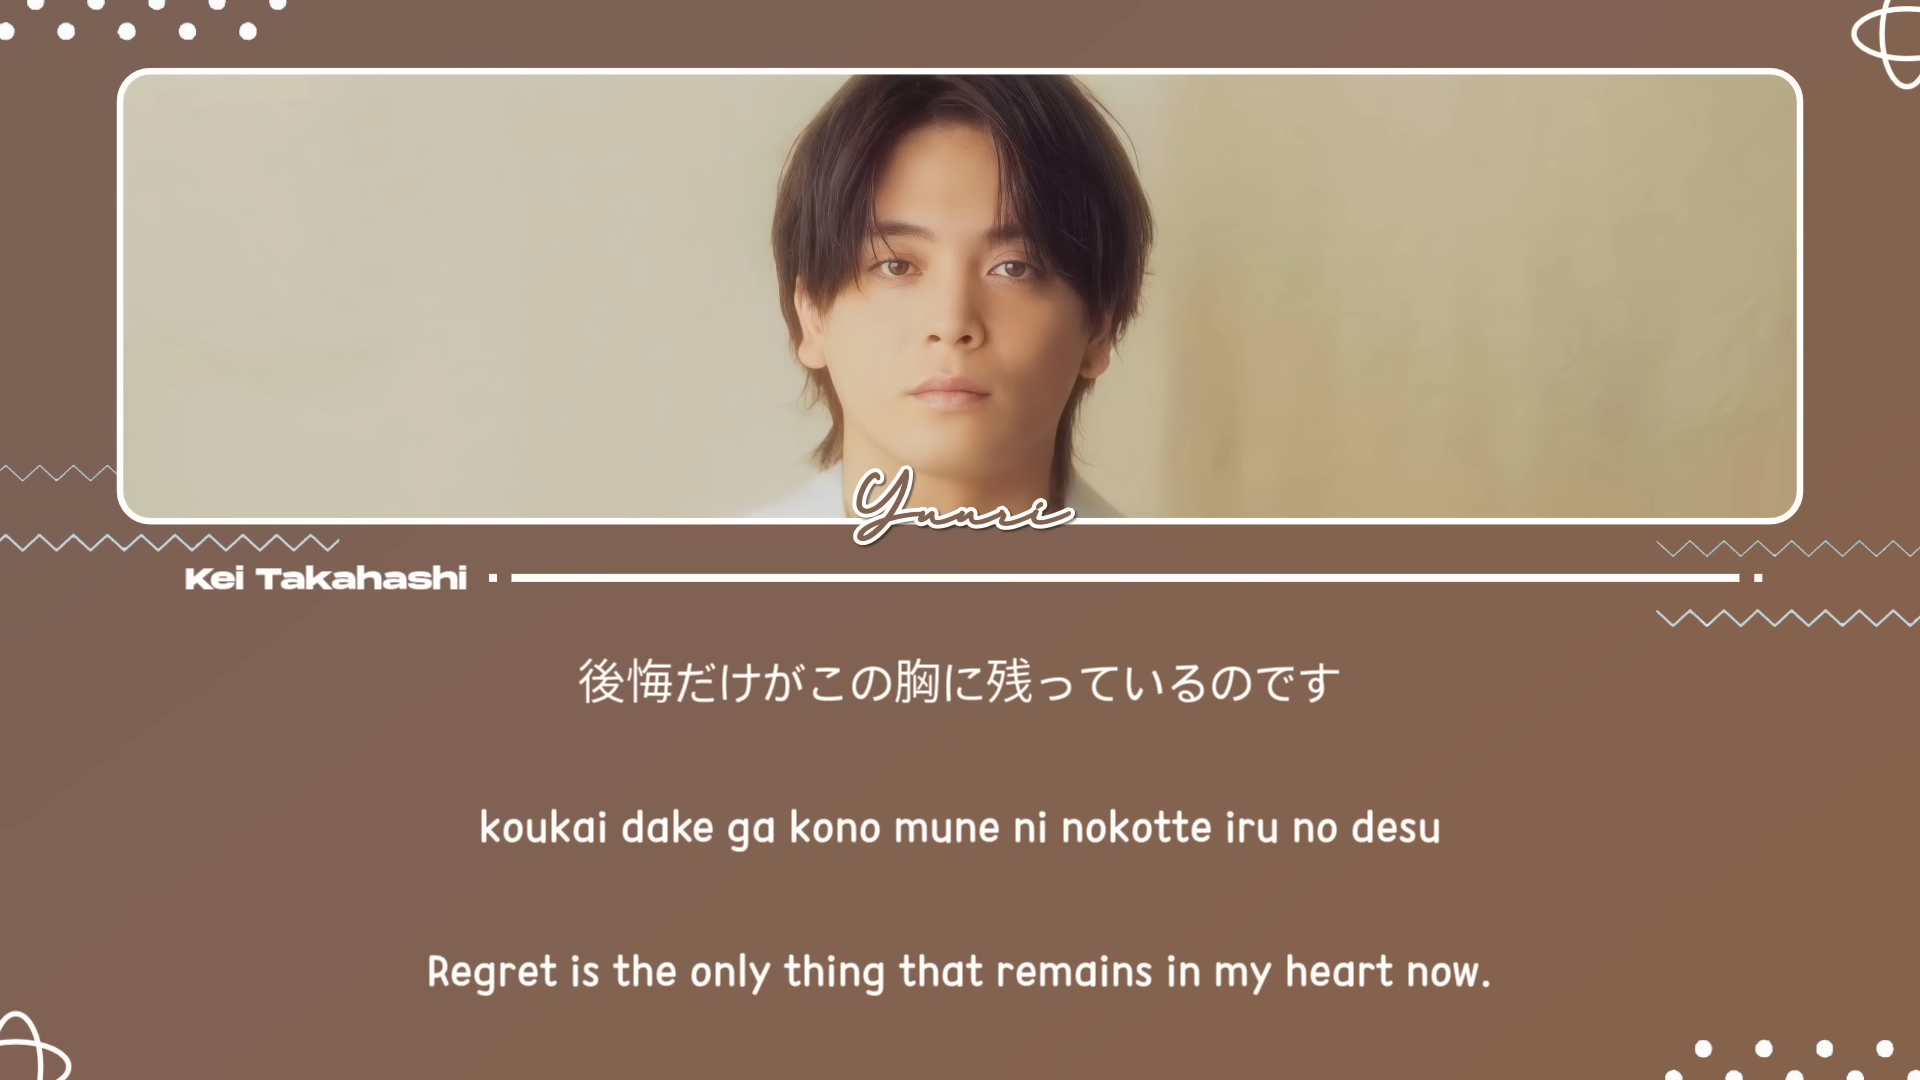 Yuuri
Kei Takahashi
後悔だけがこの胸に残っているのです
koukai dake ga kono mune ni nokotte iru no desu
Regret is the only thing that remains in my heart now.